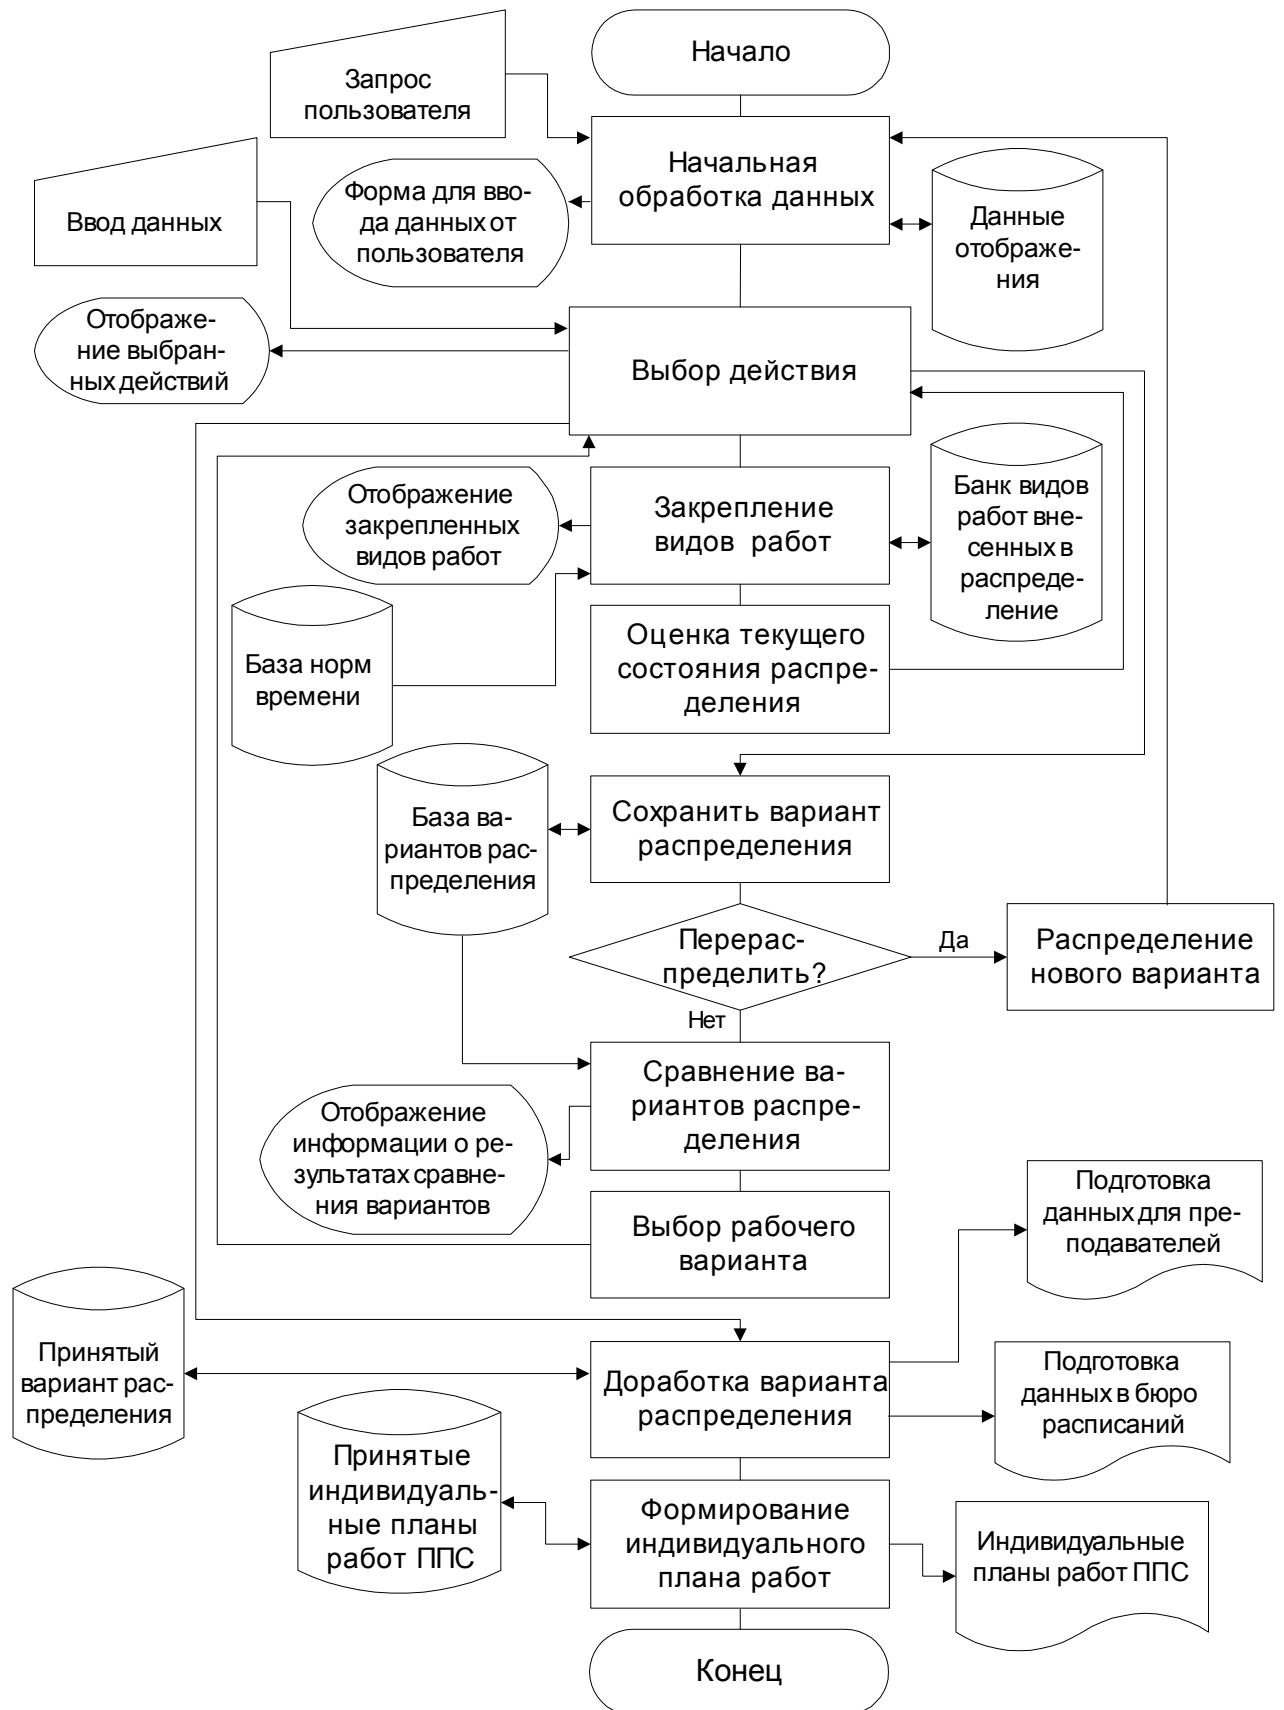 Начало
Запрос
пользователя
Начальная
обработка данных
Форма для вво-
да данных от
пользователя
Ввод данных
Данные
отображе-
ния
Отображе-
ние выбран-
ных действий
Выбор действия
Отображение
закрепленных
видов работ
Закрепление
видов работ
Банк видов
работ вне-
сенных в
распреде-
ление
База норм
времени
Оценка текущего
состояния распре-
деления
База ва-
риантов рас-
пределения
Сохранить вариант
распределения
Перерас-
пределить?
Да
Распределение
нового варианта
Нет
Сравнение ва-
риантов распре-
деления
Отображение
информации о ре-
зультатах сравне-
ния вариантов
Выбор рабочего
варианта
Подготовка
данных для пре-
подавателей
Принятый
вариант рас-
пределения
Доработка варианта
распределения
Подготовка
данных в бюро
расписаний
Принятые
индивидуаль-
ные планы
работ ППС
Формирование
индивидуального
плана работ
Индивидуальные
планы работ ППС
Конец